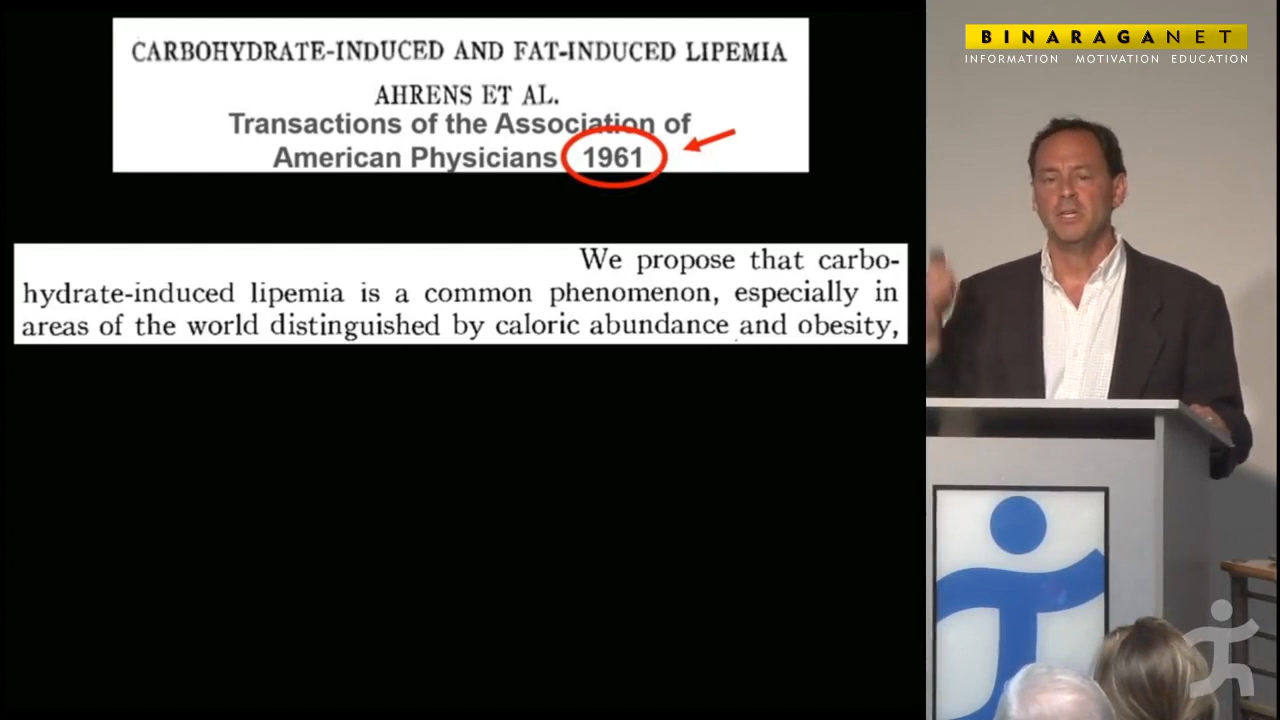 CARBOHYDRATE-INDUCED AND FAT-INDUCED LIPEMIA
AHRENS ET AL.
Transactions of the Association of
American Physicians 1961
We propose that carbo-
hydrate-induced lipemia is a common phenomenon, especially in
areas of the world distinguished by caloric abundance and obesity,
BINARAGANET
INFORMATION MOTIVATION EDUCATION